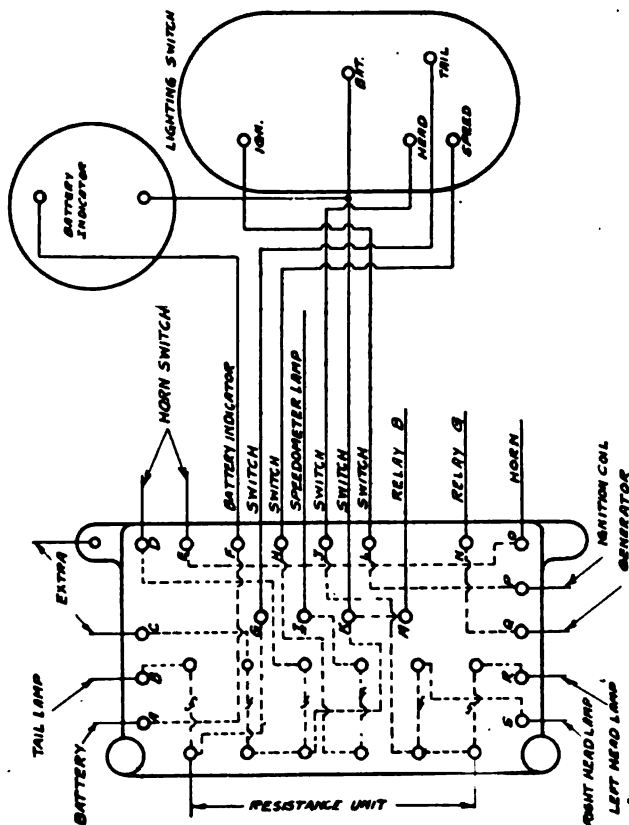 LIGHTING SWITCH
IGN.
BAT.
HEAD
TAIL
SPEED
BATTERY
INDICATOR
HORN SWITCH
BATTERY INDICATOR
SWITCH
SWITCH
SPEEDOMETER LAMP
SWITCH
SWITCH
SWITCH
RELAY B
RELAY G
HORN
EXTRA
TAIL LAMP
BATTERY
A
B
C
D
F
G
H
K
N
P
Q
R
S
IGNITION COIL
GENERATOR
RIGHT HEAD LAMP
LEFT HEAD LAMP
RESISTANCE UNIT